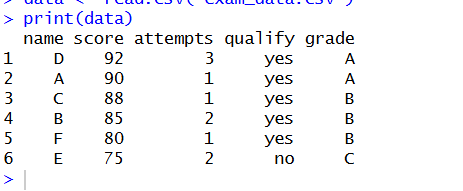 > data <- read.csv("exam_data.csv")
> print(data)
name score attempts qualify grade
1 D 92 3 yes A
2 A 90 1 yes A
3 C 88 1 yes B
4 B 85 2 yes B
5 F 80 1 yes B
6 E 75 2 no C
>